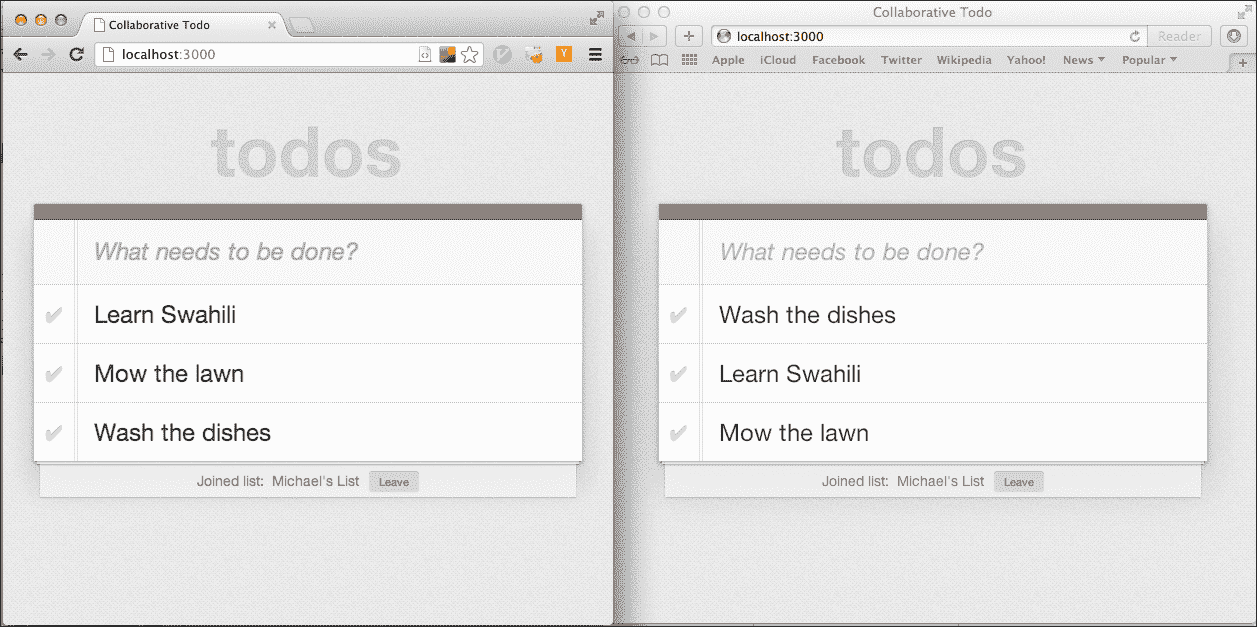 Collaborative Todo
localhost:3000
Y
todos
What needs to be done?
Learn Swahili
Mow the lawn
Wash the dishes
Joined list: Michael's List Leave
Collaborative Todo
localhost:3000 Reader
Apple iCloud Facebook Twitter Wikipedia Yahoo! News Popular
todos
What needs to be done?
Wash the dishes
Learn Swahili
Mow the lawn
Joined list: Michael's List Leave